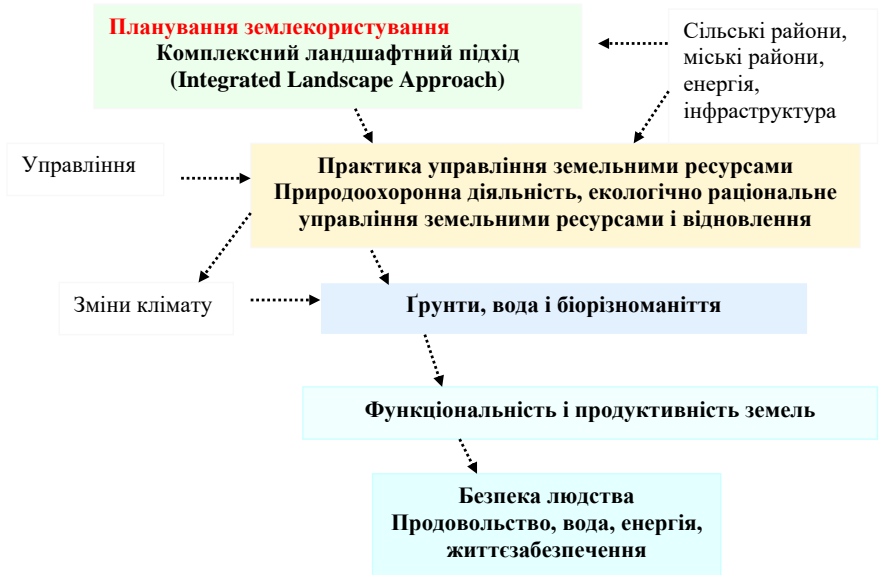 Планування землекористування
Комплексний ландшафтний підхід
(Integrated Landscape Approach)
Сільські райони,
міські райони,
енергія,
інфраструктура
Управління
Практика управління земельними ресурсами
Природоохоронна діяльність, екологічно раціональне
управління земельними ресурсами і відновлення
Зміни клімату
Ґрунти, вода і біорізноманіття
Функціональність і продуктивність земель
Безпека людства
Продовольство, вода, енергія,
життєзабезпечення